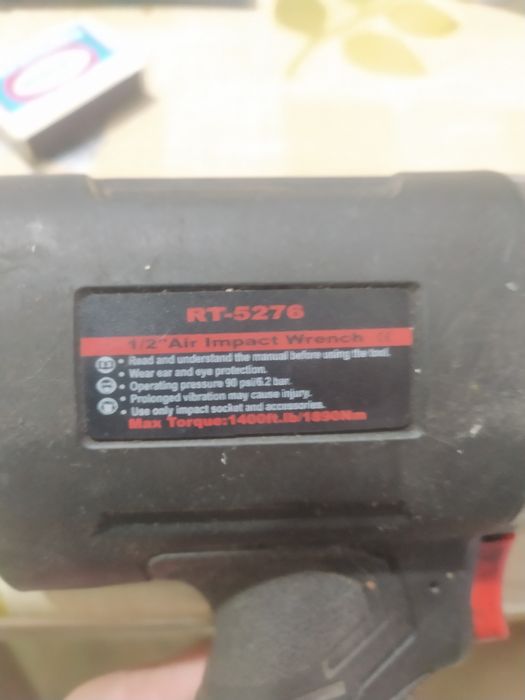 RT-5276
1/2"Air Impact Wrench CE
• Read and understand the manual before using the tool.
• Wear ear and eye protection.
• Operating pressure 90 psi/6.2 bar.
• Prolonged vibration may cause injury.
• Use only impact socket and accessories.
Max Torque:1400ft.lb/1890Nm